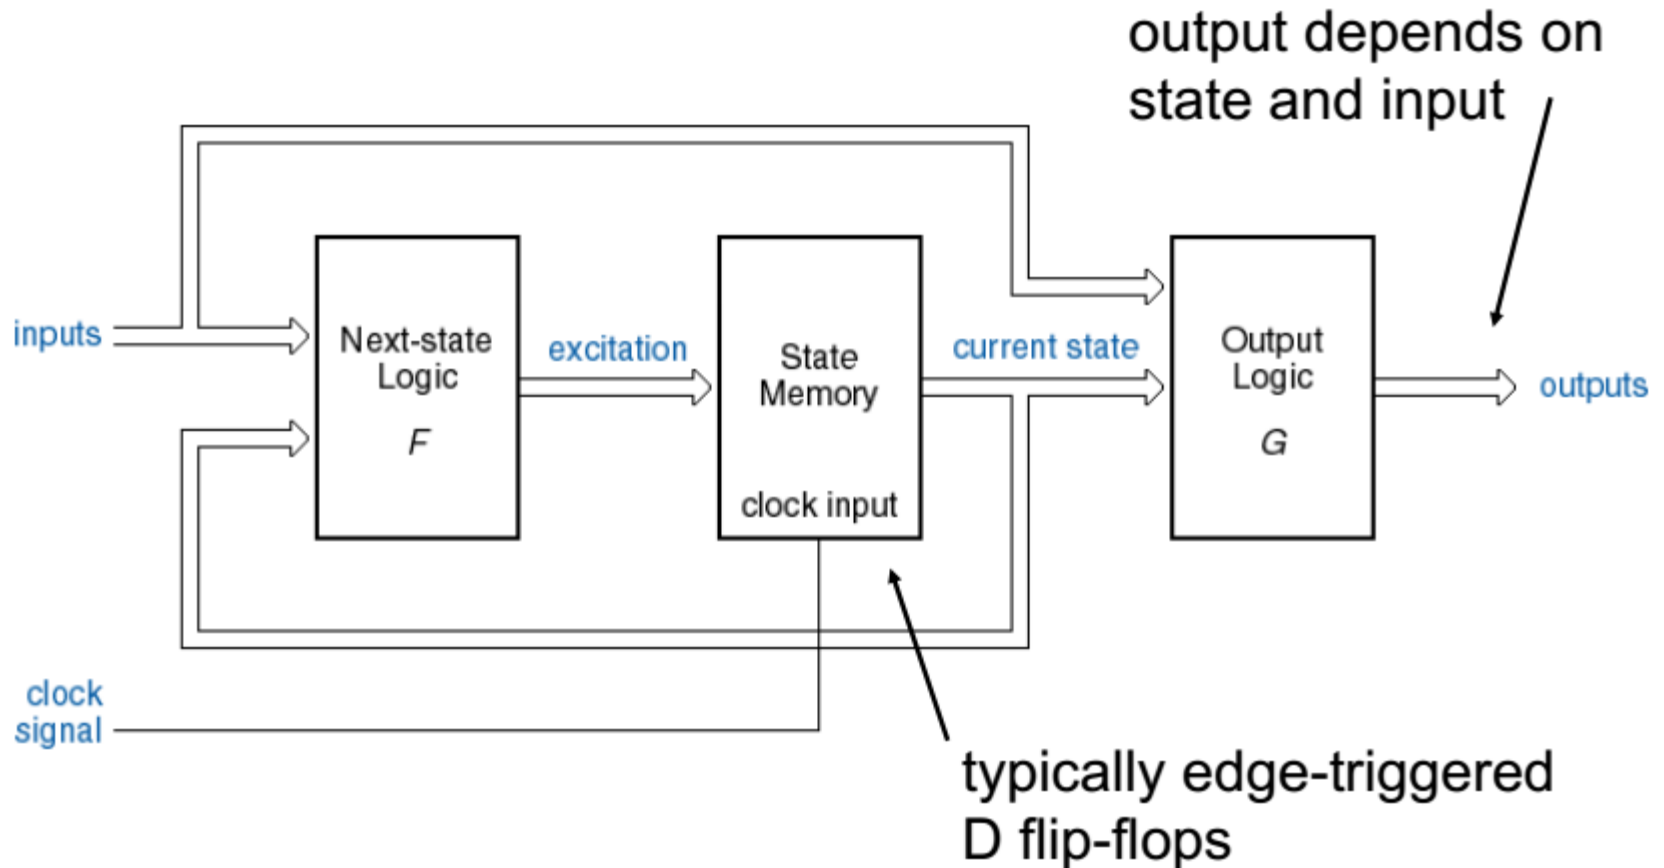 output depends on
state and input
inputs
Next-state
Logic
F
excitation
State
Memory
clock input
current state
Output
Logic
G
outputs
clock
signal
typically edge-triggered
D flip-flops